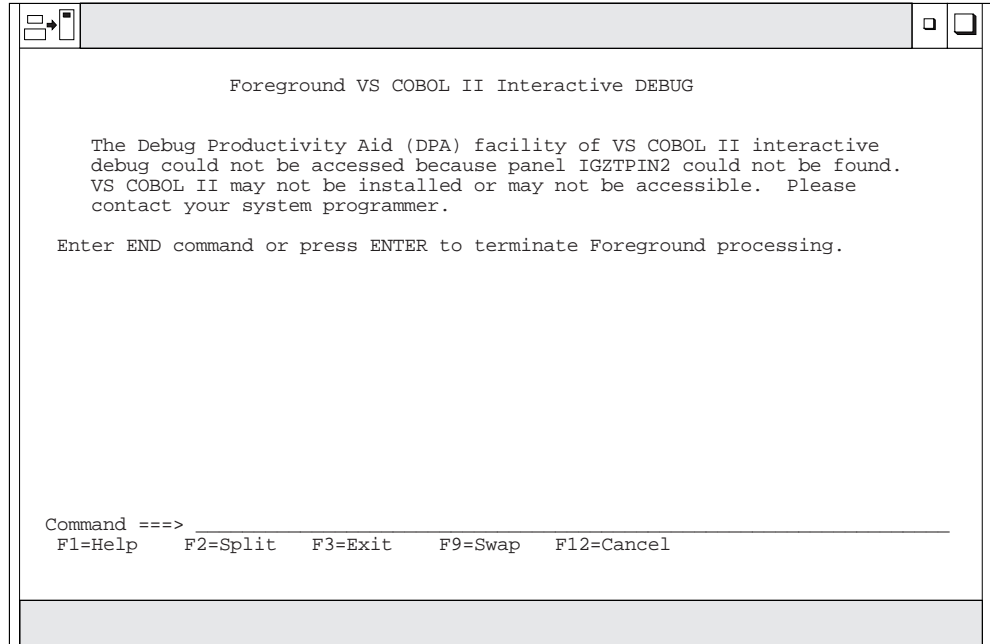 Foreground VS COBOL II Interactive DEBUG
The Debug Productivity Aid (DPA) facility of VS COBOL II interactive
debug could not be accessed because panel IGZTPIN2 could not be found.
VS COBOL II may not be installed or may not be accessible.  Please
contact your system programmer.
Enter END command or press ENTER to terminate Foreground processing.
Command ===> _________________________________________________________________
F1=Help    F2=Split   F3=Exit    F9=Swap   F12=Cancel